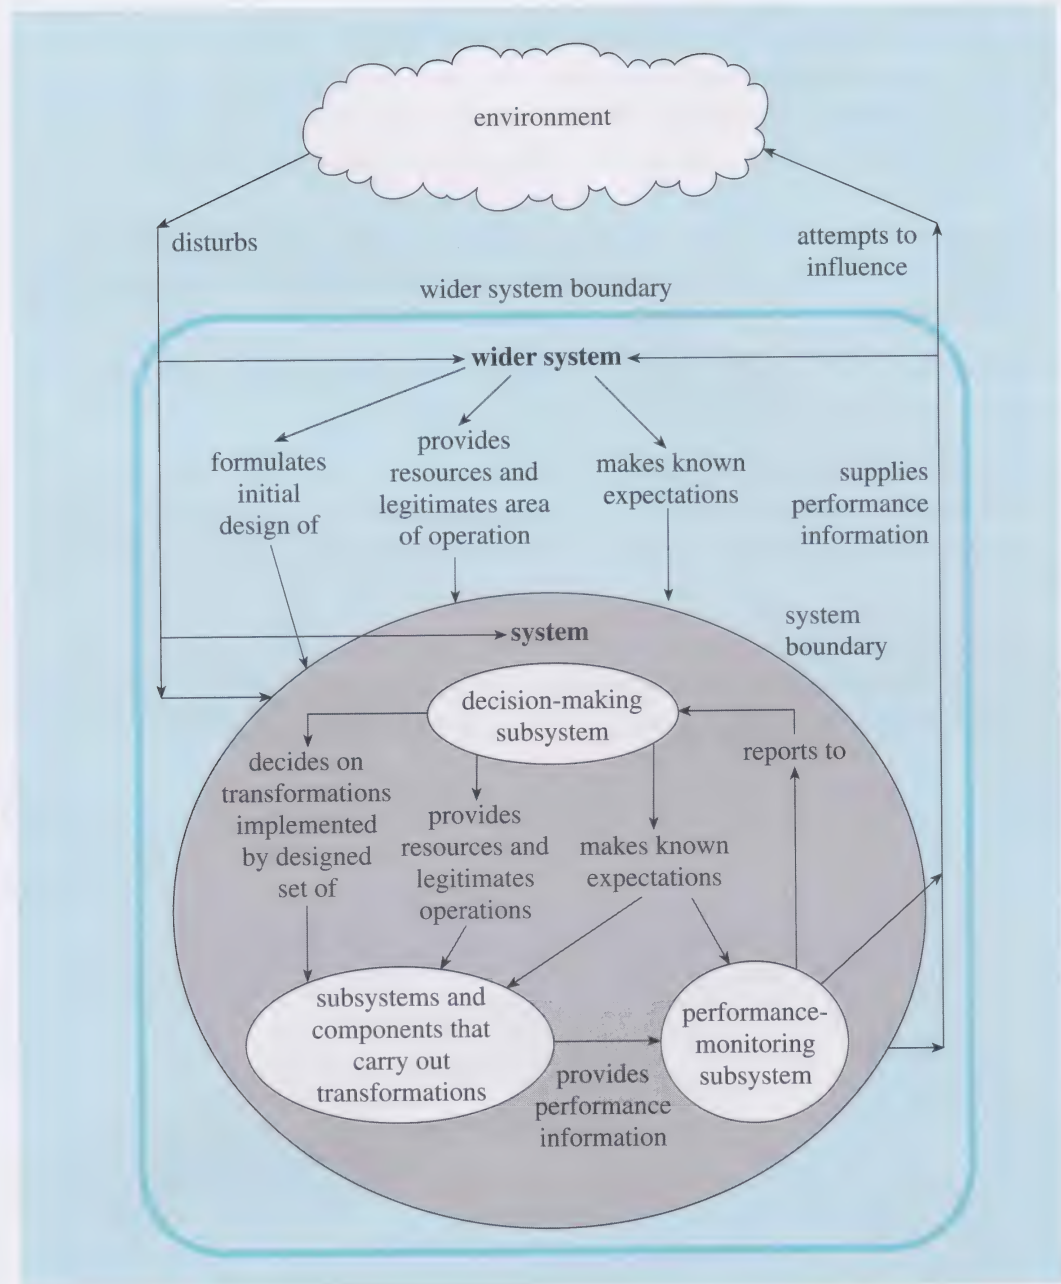 environment
disturbs
attempts to
influence
wider system boundary
wider system
formulates
initial
design of
provides
resources and
legitimates area
of operation
makes known
expectations
supplies
performance
information
system
boundary
system
decision-making
subsystem
reports to
decides on
transformations
implemented
by designed
set of
provides
resources and
legitimates
operations
makes known
expectations
subsystems and
components that
carry out
transformations
provides
performance
information
performance-
monitoring
subsystem